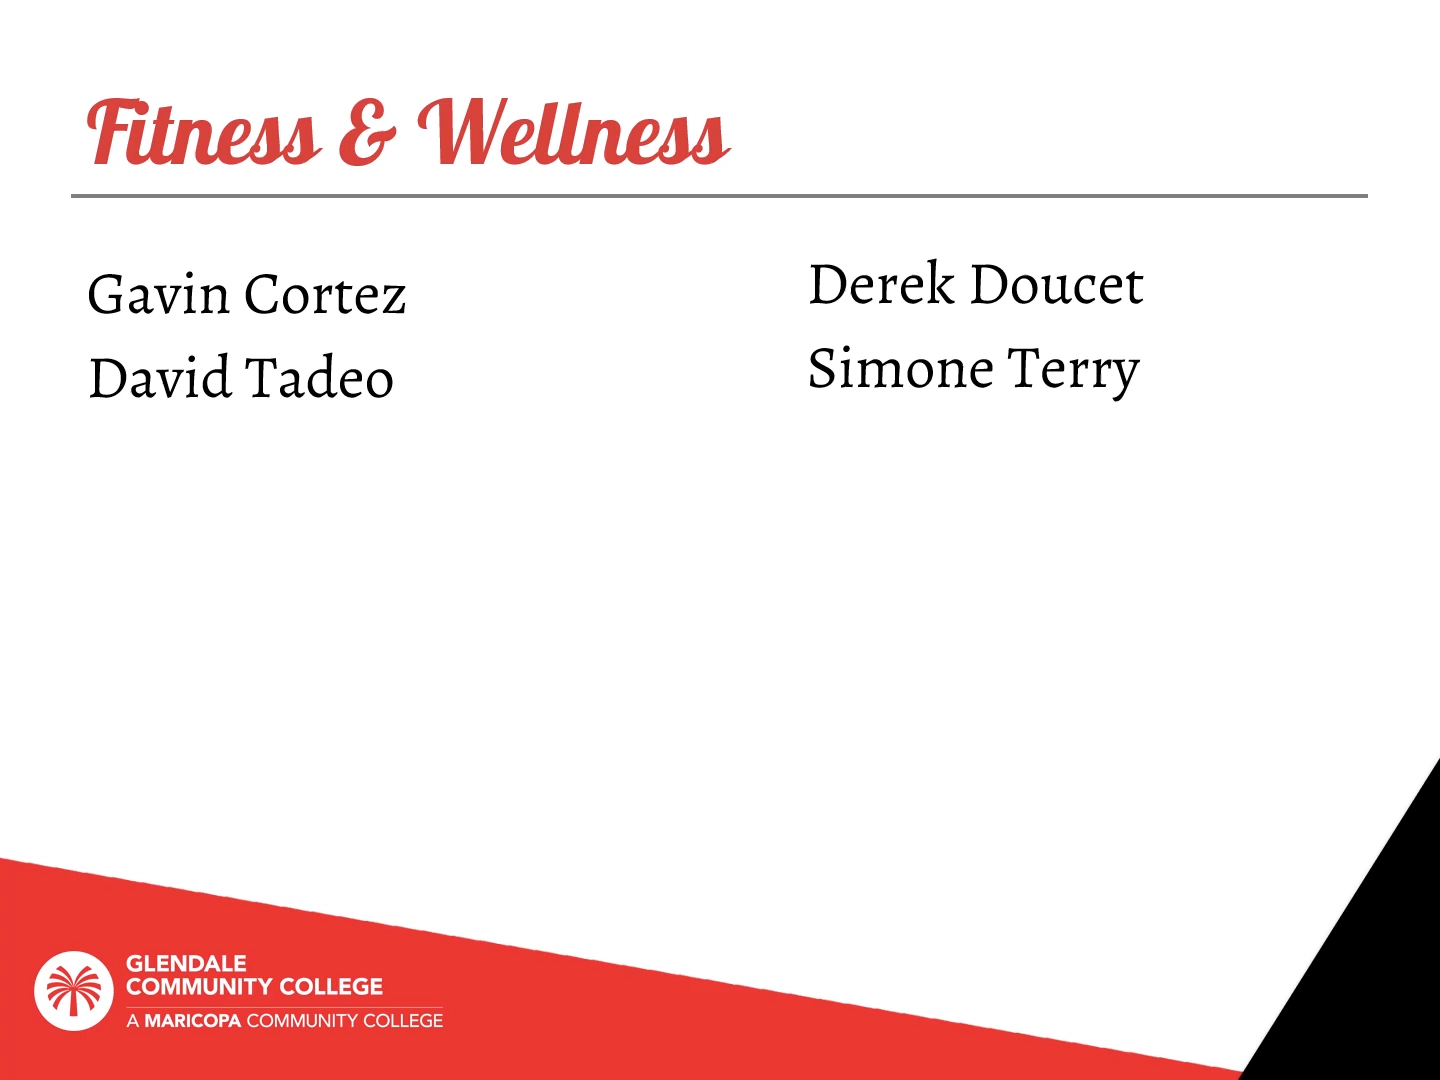 Fitness & Wellness
Gavin Cortez
David Tadeo
Derek Doucet
Simone Terry
GLENDALE
COMMUNITY COLLEGE
A MARICOPA COMMUNITY COLLEGE